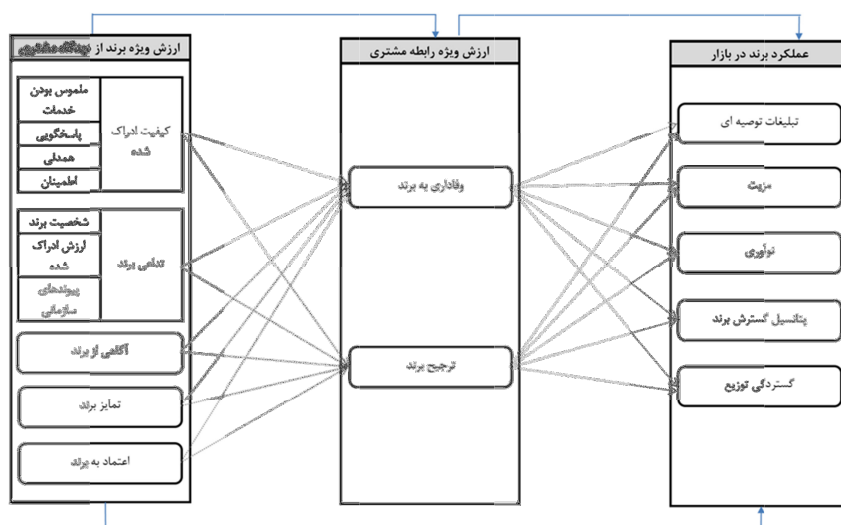 ارزش ویژه برند از دیدگاه مشتری
ملموس بودن
خدمات
پاسخگویی
همدلی
اطمینان
کیفیت ادراک
شده
شخصیت برند
ارزش ادراک
شده
پیوندهای
سازمانی
تداعی برند
آگاهی از برند
تمایز برند
اعتماد به برند
ارزش ویژه رابطه مشتری
وفاداری به برند
ترجیح برند
عملکرد برند در بازار
تبلیغات توصیه ای
مزیت
نوآوری
پتانسیل گسترش برند
گستردگی توزیع